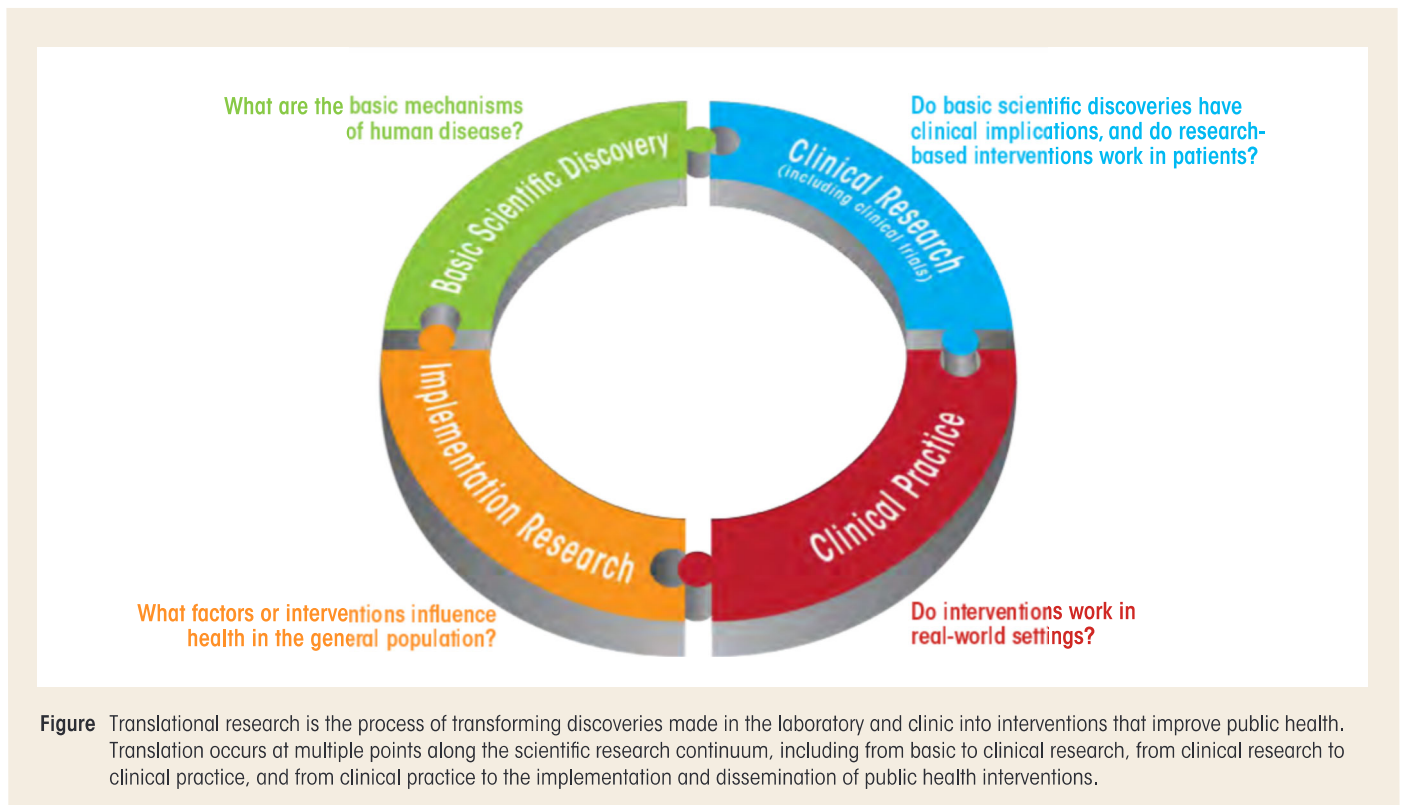 What are the basic mechanisms
of human disease?
Do basic scientific discoveries have
clinical implications, and do research-
based interventions work in patients?
Basic Scientific Discovery
Clinical Research
(including clinical trials)
Implementation Research
Clinical Practice
What factors or interventions influence
health in the general population?
Do interventions work in
real-world settings?
Figure Translational research is the process of transforming discoveries made in the laboratory and clinic into interventions that improve public health.
Translation occurs at multiple points along the scientific research continuum, including from basic to clinical research, from clinical research to
clinical practice, and from clinical practice to the implementation and dissemination of public health interventions.